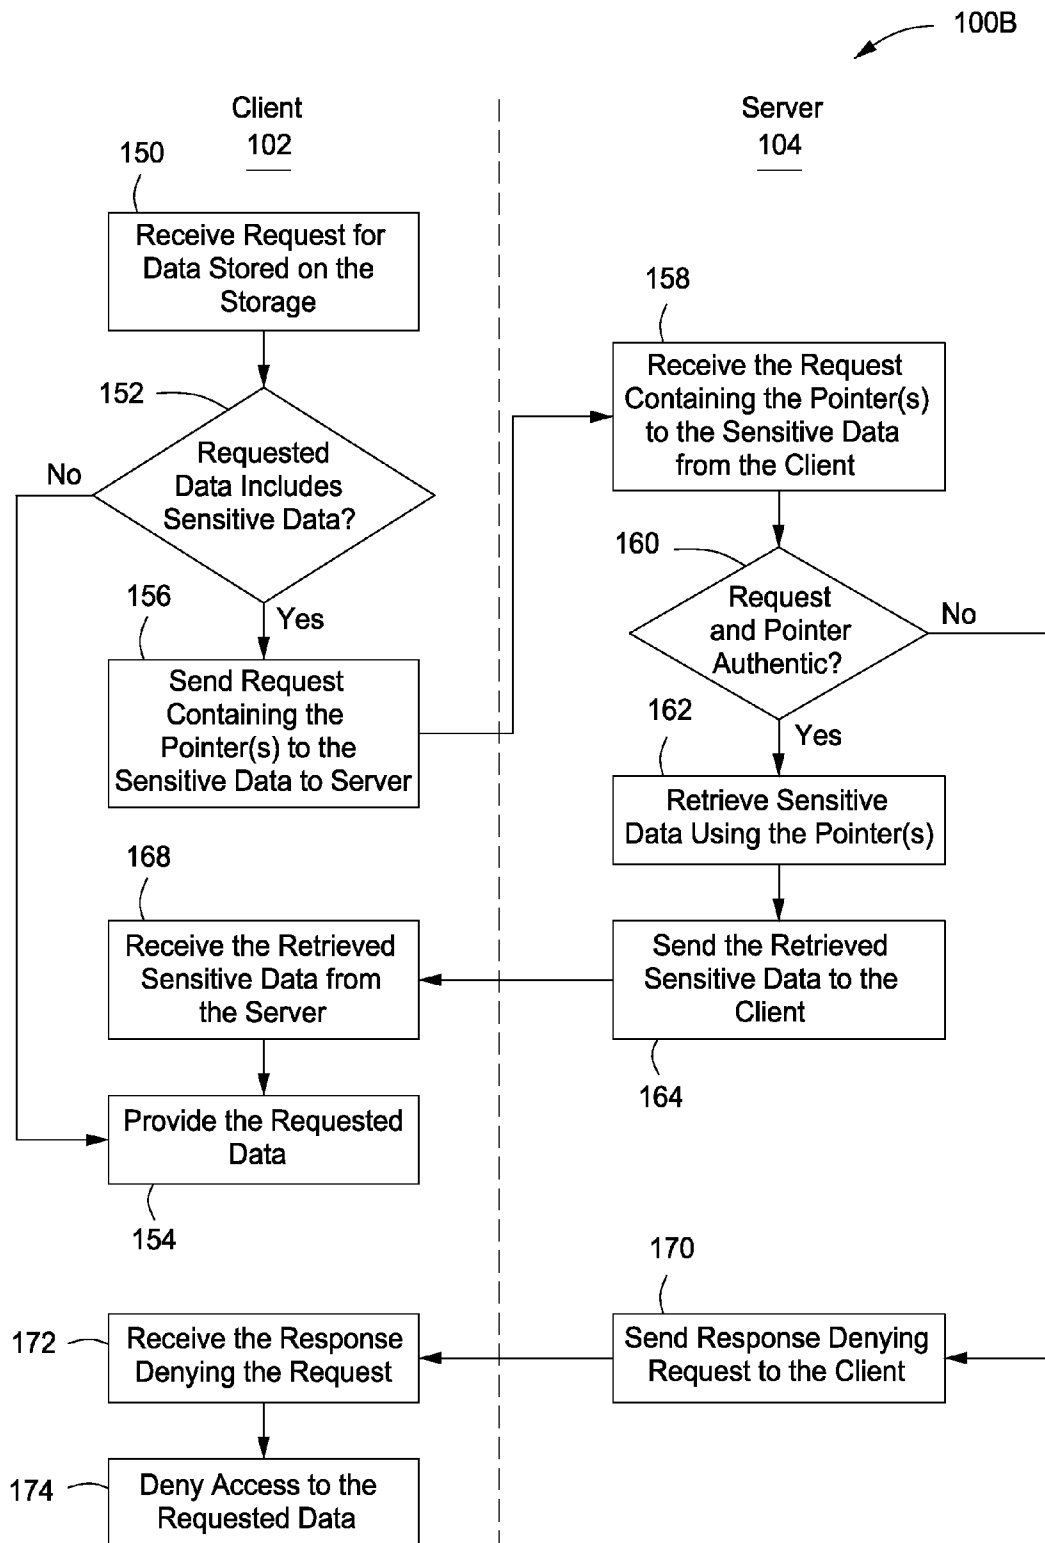 100B
Client
102
Server
104
150
Receive Request for
Data Stored on the
Storage
152
Requested
Data Includes
Sensitive Data?
No
Yes
156
Send Request
Containing the
Pointer(s) to the
Sensitive Data to Server
158
Receive the Request
Containing the Pointer(s)
to the Sensitive Data
from the Client
160
Request
and Pointer
Authentic?
No
Yes
162
Retrieve Sensitive
Data Using the Pointer(s)
Send the Retrieved
Sensitive Data to the
Client
164
168
Receive the Retrieved
Sensitive Data from
the Server
Provide the Requested
Data
154
170
Send Response Denying
Request to the Client
172
Receive the Response
Denying the Request
174
Deny Access to the
Requested Data